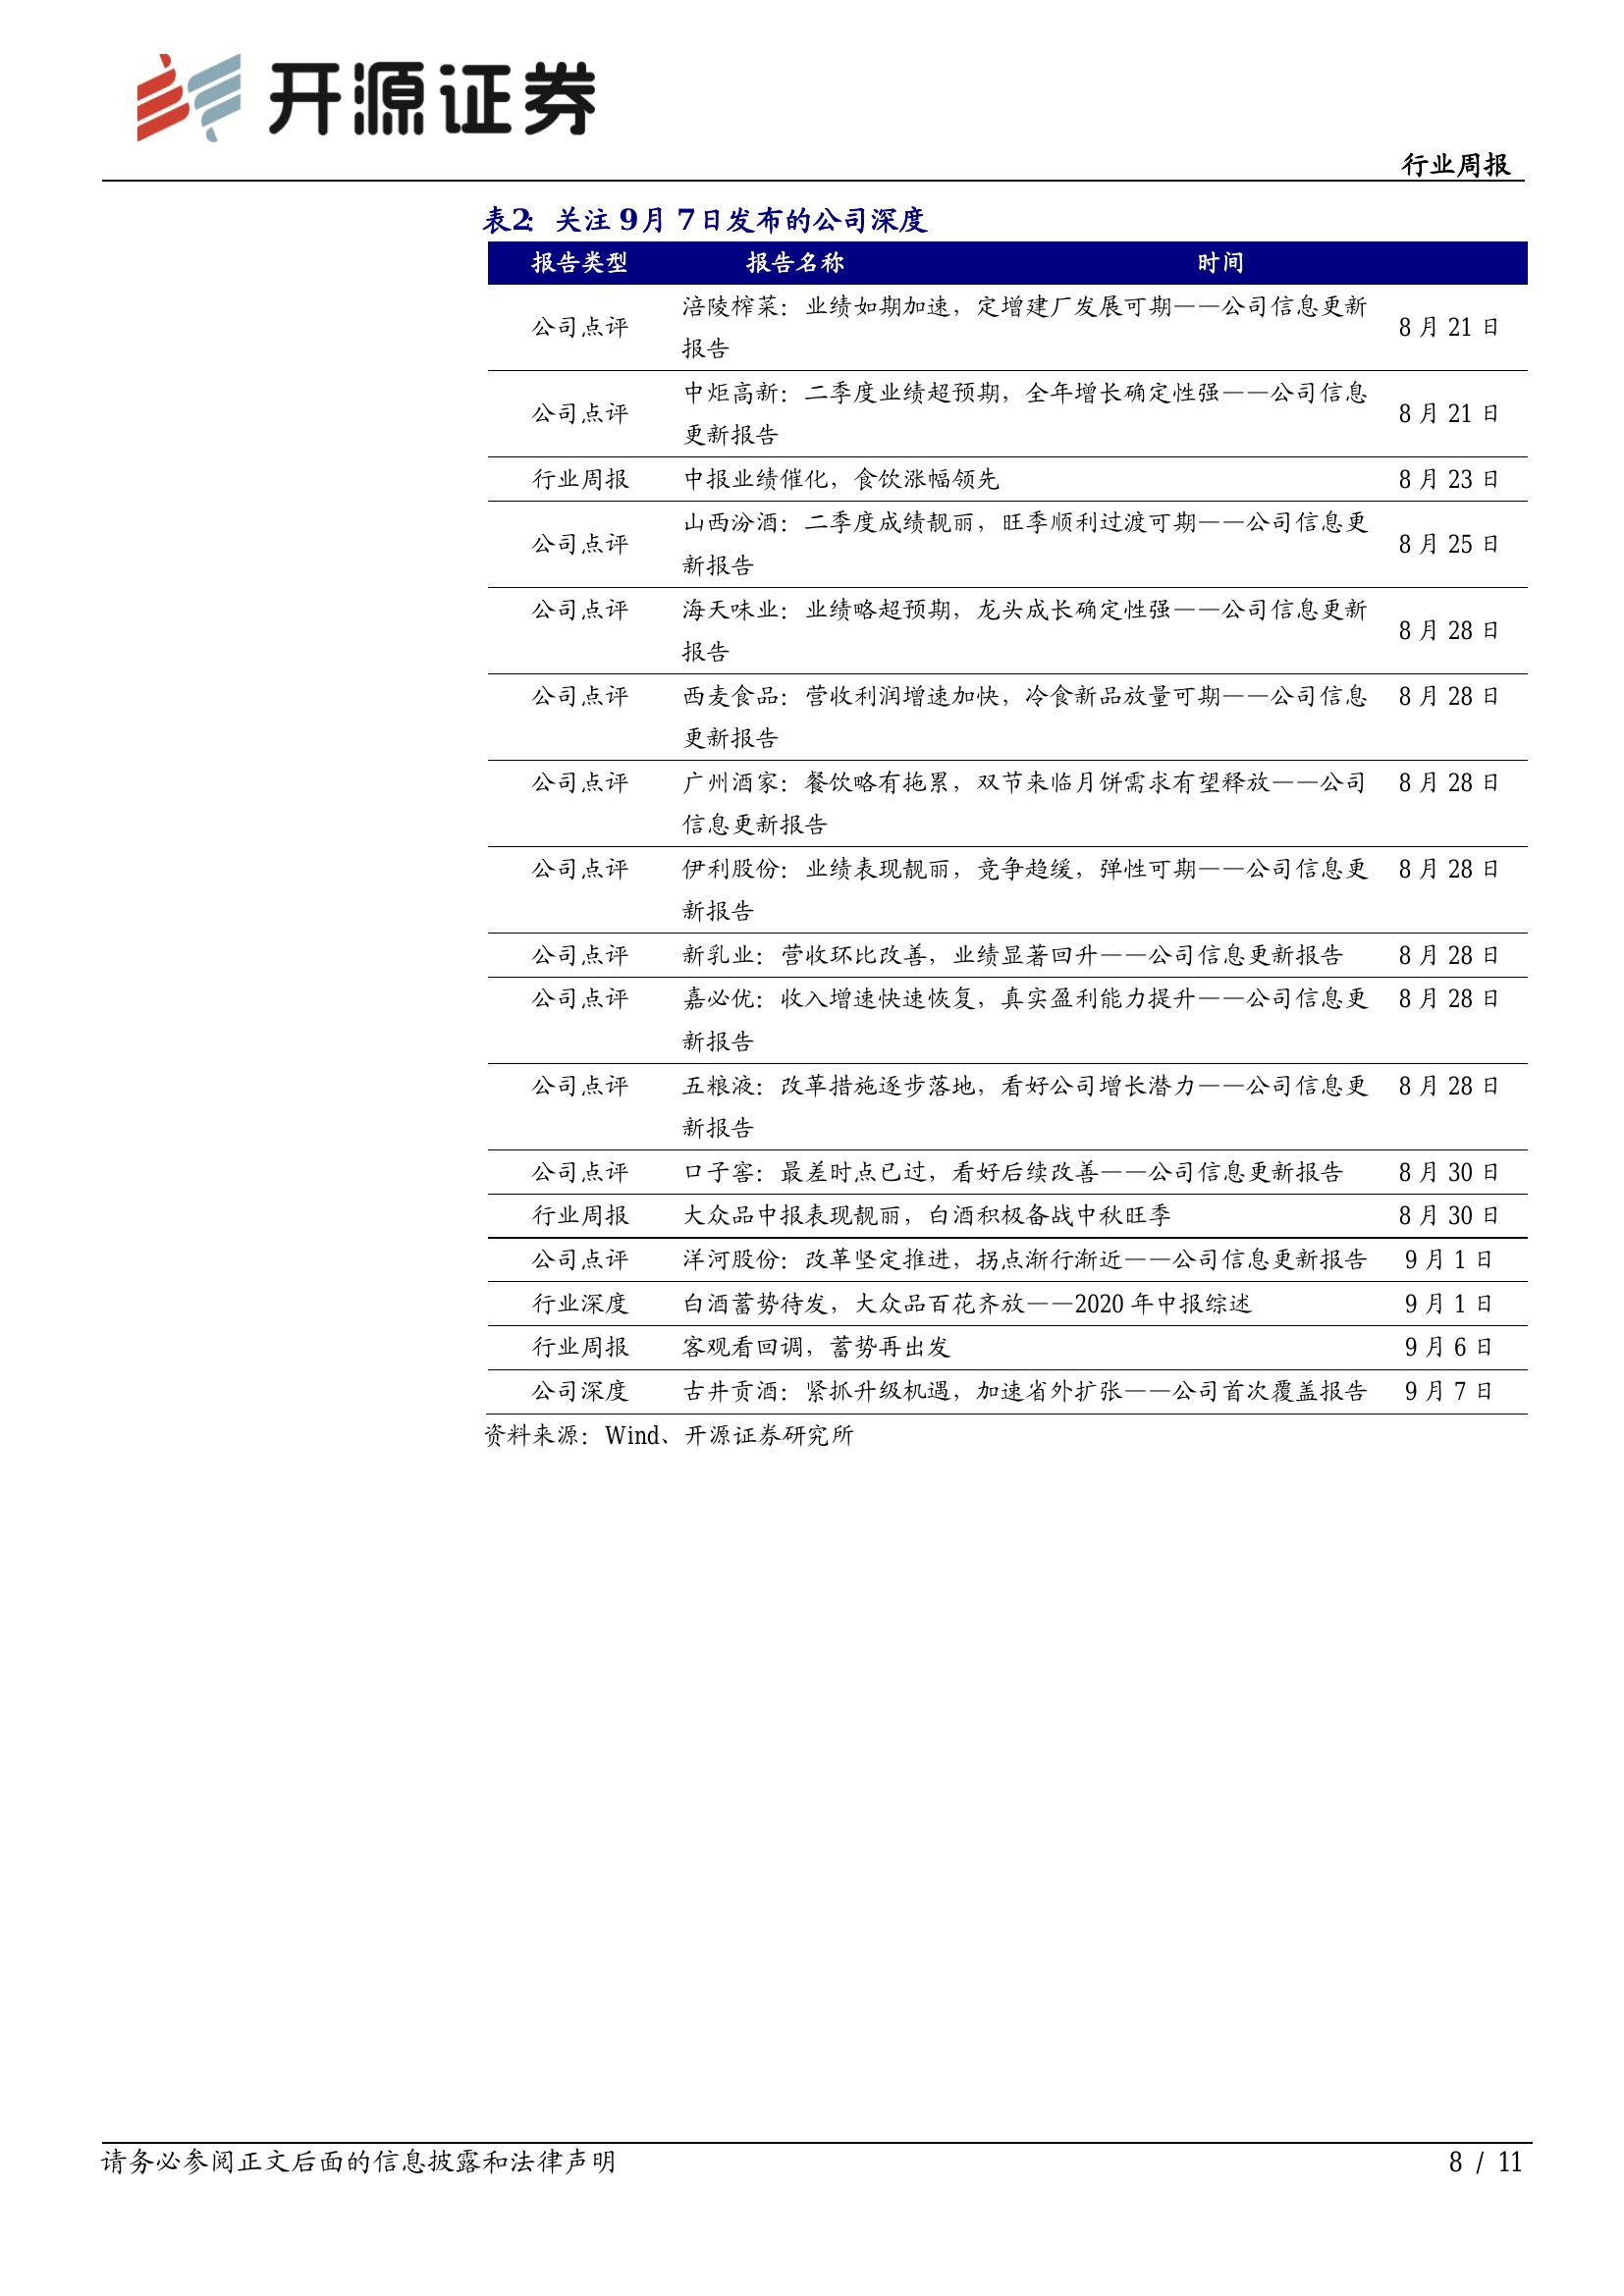 开源证券
行业周报
表2： 关注 9月 7日发布的公司深度
报告类型 报告名称 时间
公司点评 涪陵榨菜：业绩如期加速，定增建厂发展可期——公司信息更新 8 月 21 日
报告
公司点评 中炬高新：二季度业绩超预期，全年增长确定性强——公司信息 8 月 21 日
更新报告
行业周报 中报业绩催化，食饮涨幅领先 8 月 23 日
公司点评 山西汾酒：二季度成绩靓丽，旺季顺利过渡可期——公司信息更 8 月 25 日
新报告
公司点评 海天味业：业绩略超预期，龙头成长确定性强——公司信息更新 8 月 28 日
报告
公司点评 西麦食品：营收利润增速加快，冷食新品放量可期——公司信息 8 月 28 日
更新报告
公司点评 广州酒家：餐饮略有拖累，双节来临月饼需求有望释放——公司 8 月 28 日
信息更新报告
公司点评 伊利股份：业绩表现靓丽，竞争趋缓，弹性可期——公司信息更 8 月 28 日
新报告
公司点评 新乳业：营收环比改善，业绩显著回升——公司信息更新报告 8 月 28 日
公司点评 嘉必优：收入增速快速恢复，真实盈利能力提升——公司信息更 8 月 28 日
新报告
公司点评 五粮液：改革措施逐步落地，看好公司增长潜力——公司信息更 8 月 28 日
新报告
公司点评 口子窖：最差时点已过，看好后续改善——公司信息更新报告 8 月 30 日
行业周报 大众品中报表现靓丽，白酒积极备战中秋旺季 8 月 30 日
公司点评 洋河股份：改革坚定推进，拐点渐行渐近——公司信息更新报告 9 月 1 日
行业深度 白酒蓄势待发，大众品百花齐放——2020 年中报综述 9 月 1 日
行业周报 客观看回调，蓄势再出发 9 月 6 日
公司深度 古井贡酒：紧抓升级机遇，加速省外扩张——公司首次覆盖报告 9 月 7 日
资料来源：Wind、开源证券研究所
请务必参阅正文后面的信息披露和法律声明 8 / 11